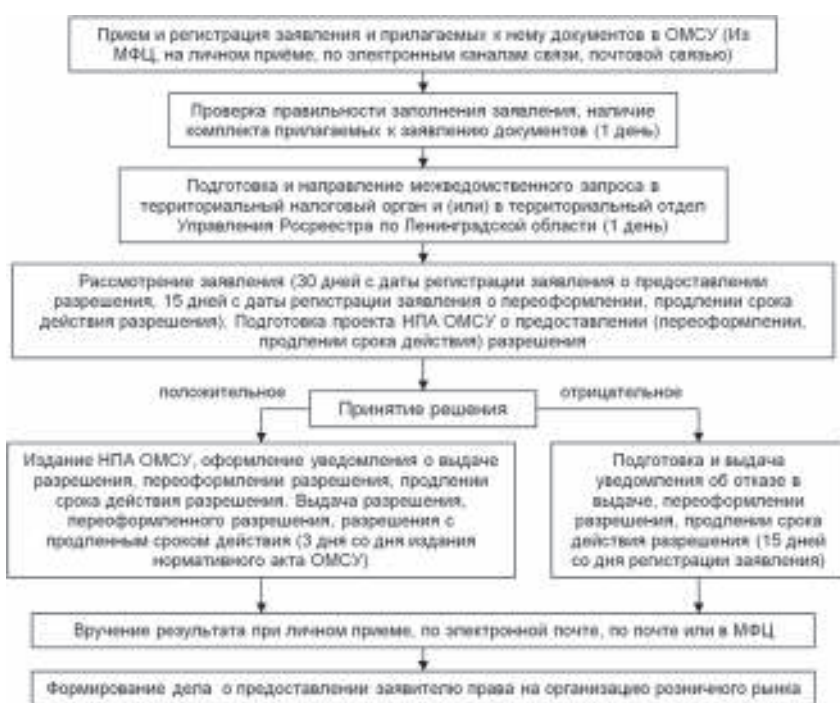 Прием и регистрация заявления и прилагаемых к нему документов в ОМСУ (Из
МФЦ, на личном приёме, по электронным каналам связи, почтовой связью)
Проверка правильности заполнения заявления, наличие
комплекта прилагаемых к заявлению документов (1 день)
Подготовка и направление межведомственного запроса в
территориальный налоговый орган и (или) в территориальный отдел
Управления Росреестра по Ленинградской области (1 день)
Рассмотрение заявления (30 дней с даты регистрации заявления о предоставлении
разрешения, 15 дней с даты регистрации заявления о переоформлении, продлении срока
действия разрешения); Подготовка проекта НПА ОМСУ о предоставлении (переоформлении,
продлении срока действия) разрешения
положительное
отрицательное
Принятие решения
Издание НПА ОМСУ, оформление уведомления о выдаче
разрешения, переоформлении разрешения, продлении
срока действия разрешения. Выдача разрешения,
переоформленного разрешения, разрешения с
продленным сроком действия (3 дня со дня издания
нормативного акта ОМСУ)
Подготовка и выдача
уведомления об отказе в
выдаче, переоформлении
разрешения, продлении срока
действия разрешения (15 дней
со дня регистрации заявления)
Вручение результата при личном приеме, по электронной почте, по почте или в МФЦ
Формирование дела о предоставлении заявителю права на организацию розничного рынка